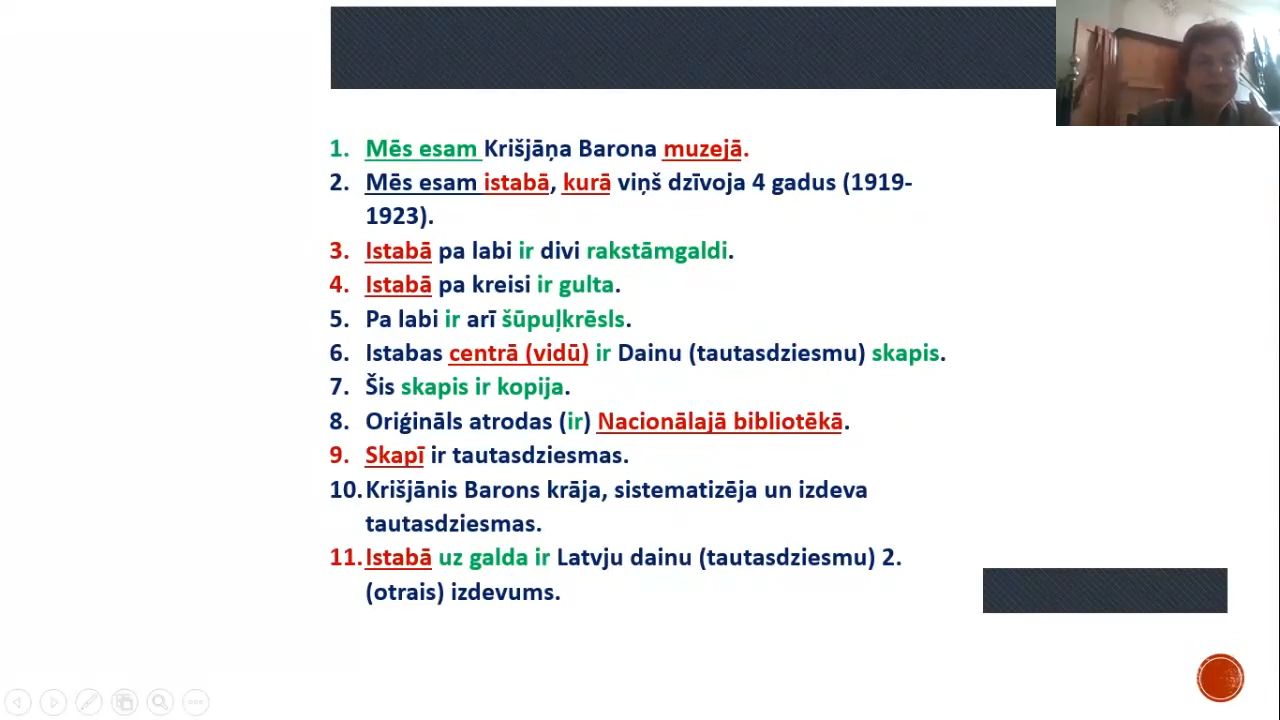 1. Mēs esam Krišjāņa Barona muzejā.
2. Mēs esam istabā, kurā viņš dzīvoja 4 gadus (1919-
1923).
3. Istabā pa labi ir divi rakstāmgaldi.
4. Istabā pa kreisi ir gulta.
5. Pa labi ir arī šūpuļkrēsls.
6. Istabas centrā (vidū) ir Dainu (tautasdziesmu) skapis.
7. Šis skapis ir kopija.
8. Oriģināls atrodas (ir) Nacionālajā bibliotēkā.
9. Skapī ir tautasdziesmas.
10. Krišjānis Barons krāja, sistematizēja un izdeva
tautasdziesmas.
11. Istabā uz galda ir Latvju dainu (tautasdziesmu) 2.
(otrais) izdevums.